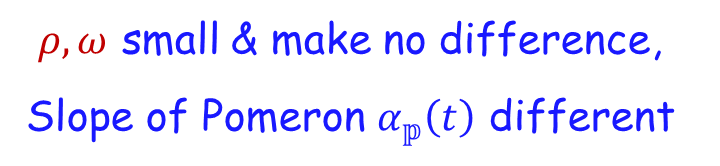 ρ, ω small & make no difference,
Slope of Pomeron α_ℙ(t) different